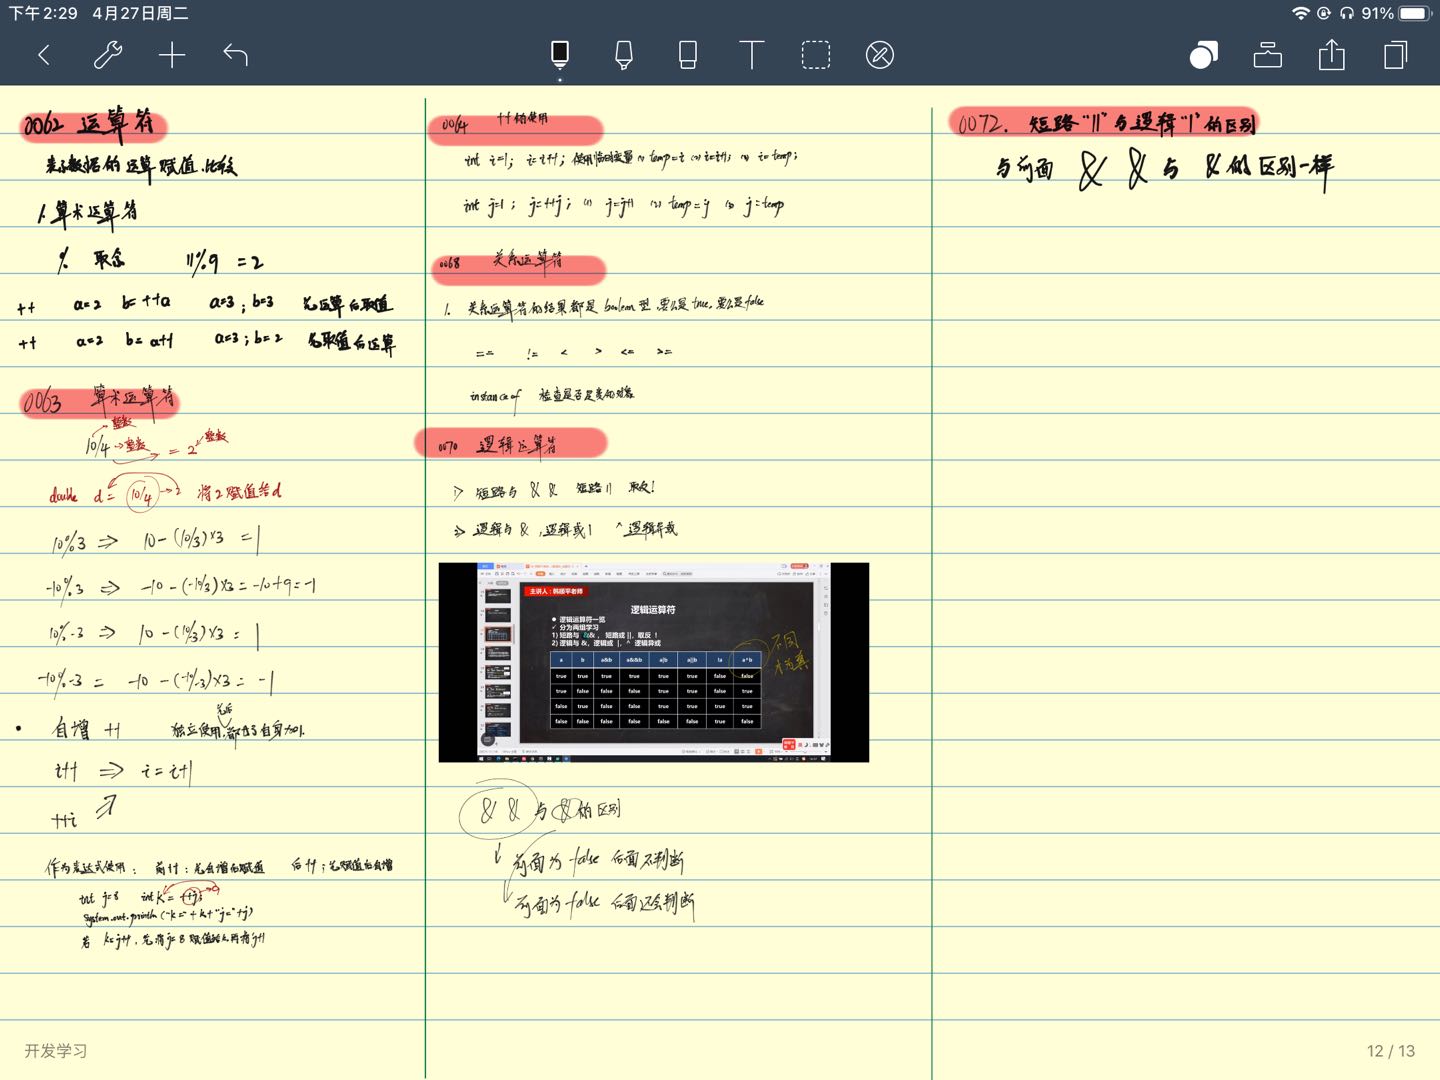 下午2:29 4月27日周二
91%
0062 运算符
表示数据的运算 赋值、比较
1. 算术运算符
% 取余 11%9 =2
++ a=2 b=++a a=3; b=3 先运算后取值
++ a=2 b=a++ a=3; b=2 先取值后运算
0063 算术运算符
整数
10/4 →整数 = 2 整数
double d= 10/4 →2 将2赋值给d
10%3 ⇒ 10-(10/3)×3 =1
-10%3 ⇒ -10-(-10/3)×3=-10+9=-1
10%-3 ⇒ 10-(10/3)×3= 1
-10%-3 = -10-(-10/-3)×3= -1
自增 ++ 独立使用,
i++ ⇒ i=i+1
++i
作为表达式使用: 前++: 先自增后赋值 后++; 先赋值后自增
int j=8 int k= ++j;
System.out.println ("k=" + k + "j=" + j)
若 k=j++, 先将j=8
0064 ++的使用
int i=1; i=i++; 使用临时变量 (1) temp=i (2) i=i+1; (3) i=temp;
int j=1; j=++j; (1) j=j+1 (2) temp=j (3) j=temp
0068 关系运算符
1. 关系运算符的结果都是 boolean 型, 要么是 true, 要么是 false
== != < > <= >=
instanceof 检查是否是类的对象
0070 逻辑运算符
1> 短路与 && 短路|| 取反!
2> 逻辑与&, 逻辑或| ^ 逻辑异或
主讲人:韩顺平老师
逻辑运算符
● 逻辑运算符一览
✓ 分为两组学习
1) 短路与 &&, 短路或 ||, 取反 !
2) 逻辑与 &, 逻辑或 |, ^ 逻辑异或
不同
才为真
a b a&b a&&b a|b a||b !a a^b
true true true true true true false false
true false false false true true false true
false true false false true true true true
false false false false false false true false
&& 与 & 的区别
前面为 false 后面不判断
前面为 false 后面还会判断
0072. 短路"||"与逻辑"|"的区别
与前面 && 与 & 的区别一样
开发学习
12 / 13